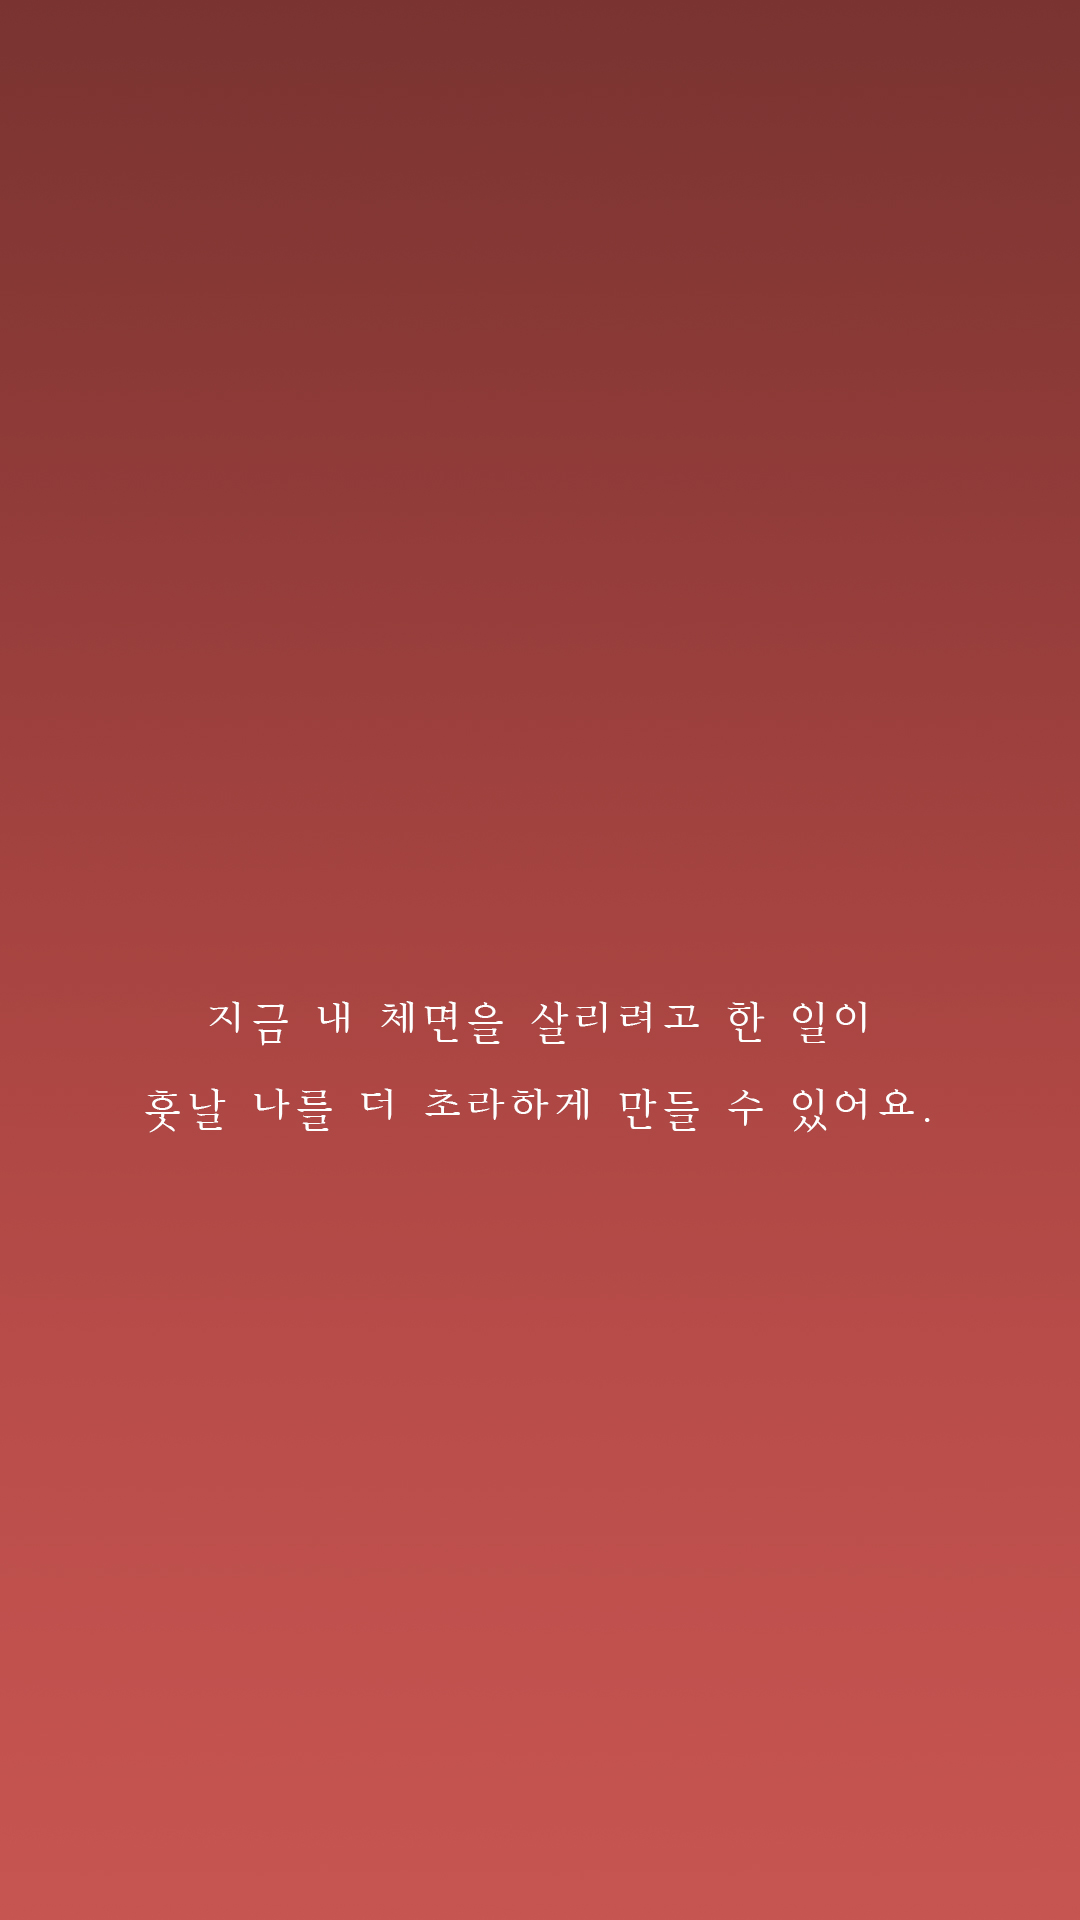 지금 내 체면을 살리려고 한 일이
훗날 나를 더 초라하게 만들 수 있어요.